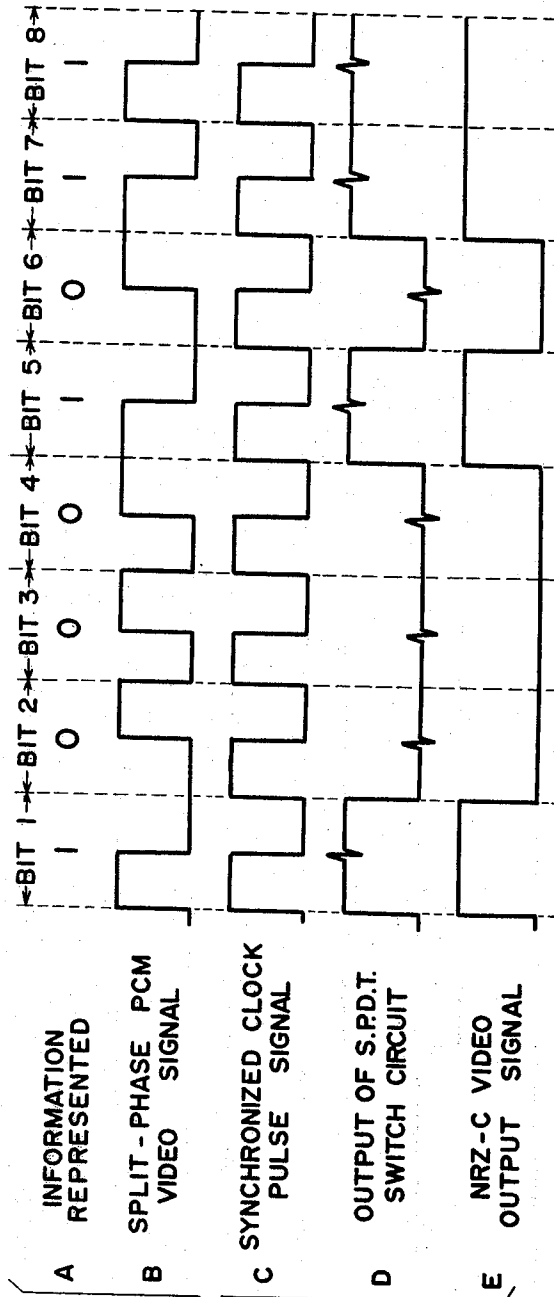 BIT 1 BIT 2 BIT 3 BIT 4 BIT 5 BIT 6 BIT 7 BIT 8
A INFORMATION
REPRESENTED
1 0 0 0 1 0 1 1
B SPLIT-PHASE PCM
VIDEO SIGNAL
C SYNCHRONIZED CLOCK
PULSE SIGNAL
D OUTPUT OF S.P.D.T.
SWITCH CIRCUIT
E NRZ-C VIDEO
OUTPUT SIGNAL